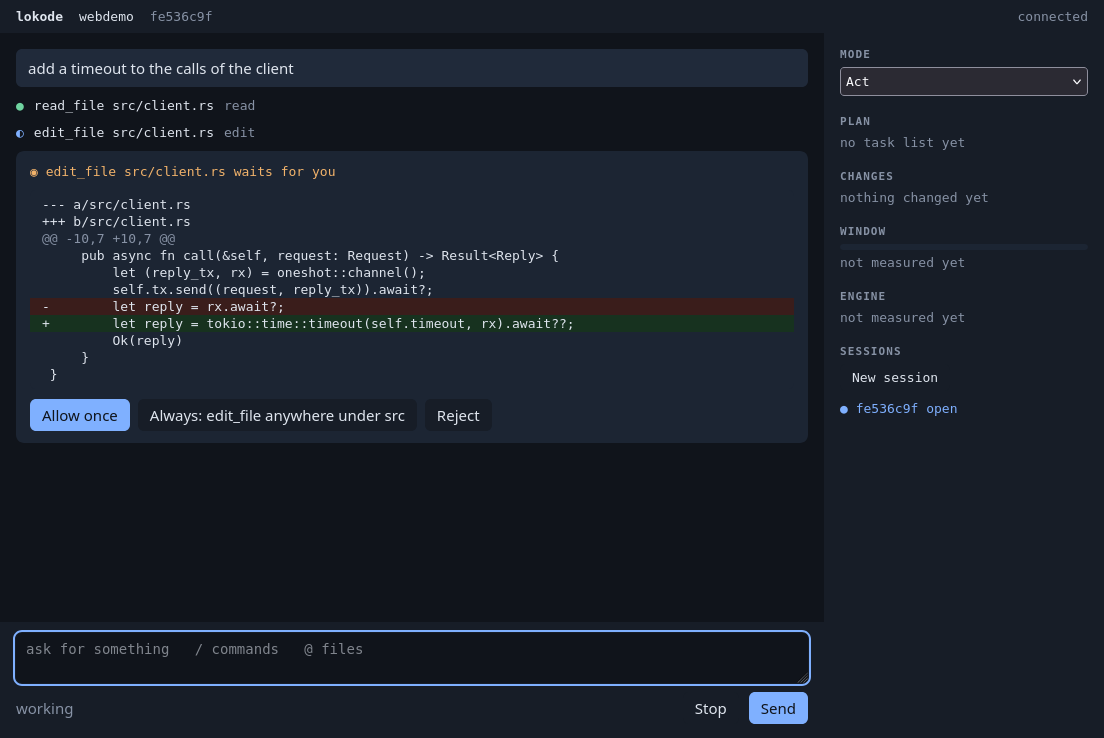 lokode webdemo fe536c9f connected
add a timeout to the calls of the client
● read_file src/client.rs read
◐ edit_file src/client.rs edit
◉ edit_file src/client.rs waits for you
--- a/src/client.rs
+++ b/src/client.rs
@@ -10,7 +10,7 @@
     pub async fn call(&self, request: Request) -> Result<Reply> {
         let (reply_tx, rx) = oneshot::channel();
         self.tx.send((request, reply_tx)).await?;
-        let reply = rx.await?;
+        let reply = tokio::time::timeout(self.timeout, rx).await??;
         Ok(reply)
     }
 }
Allow once Always: edit_file anywhere under src Reject
ask for something / commands @ files
working Stop Send
MODE
Act
PLAN
no task list yet
CHANGES
nothing changed yet
WINDOW
not measured yet
ENGINE
not measured yet
SESSIONS
New session
● fe536c9f open